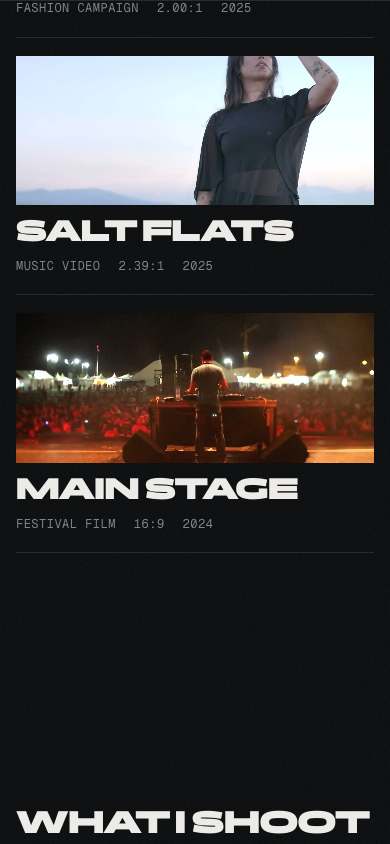 FASHION CAMPAIGN 2.00:1 2025
SALT FLATS
MUSIC VIDEO 2.39:1 2025
MAIN STAGE
FESTIVAL FILM 16:9 2024
WHAT I SHOOT